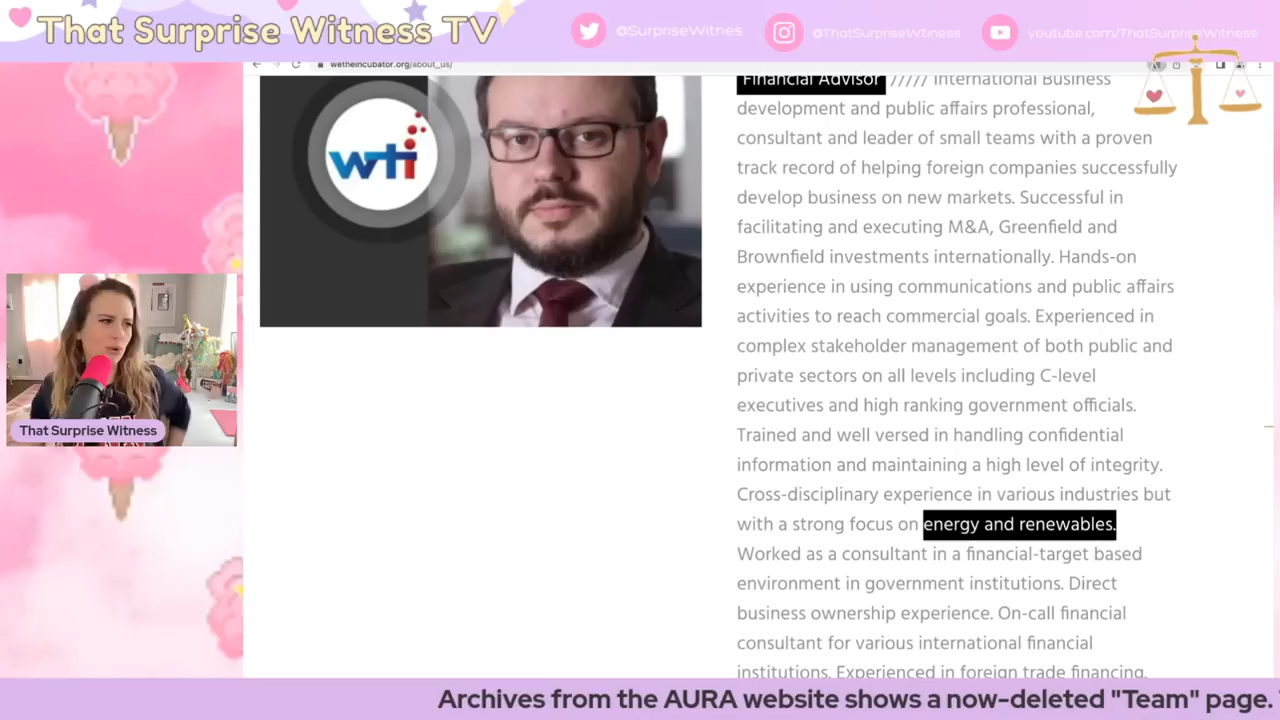 That Surprise Witness TV
@SurpriseWitnes
@ThatSurpriseWitness
youtube.com/ThatSurpriseWitness
wetheincubator.org/about_us/
wti
Financial Advisor ///// International Business
development and public affairs professional,
consultant and leader of small teams with a proven
track record of helping foreign companies successfully
develop business on new markets. Successful in
facilitating and executing M&A, Greenfield and
Brownfield investments internationally. Hands-on
experience in using communications and public affairs
activities to reach commercial goals. Experienced in
complex stakeholder management of both public and
private sectors on all levels including C-level
executives and high ranking government officials.
Trained and well versed in handling confidential
information and maintaining a high level of integrity.
Cross-disciplinary experience in various industries but
with a strong focus on energy and renewables.
Worked as a consultant in a financial-target based
environment in government institutions. Direct
business ownership experience. On-call financial
consultant for various international financial
institutions. Experienced in foreign trade financing,
That Surprise Witness
Archives from the AURA website shows a now-deleted "Team" page.